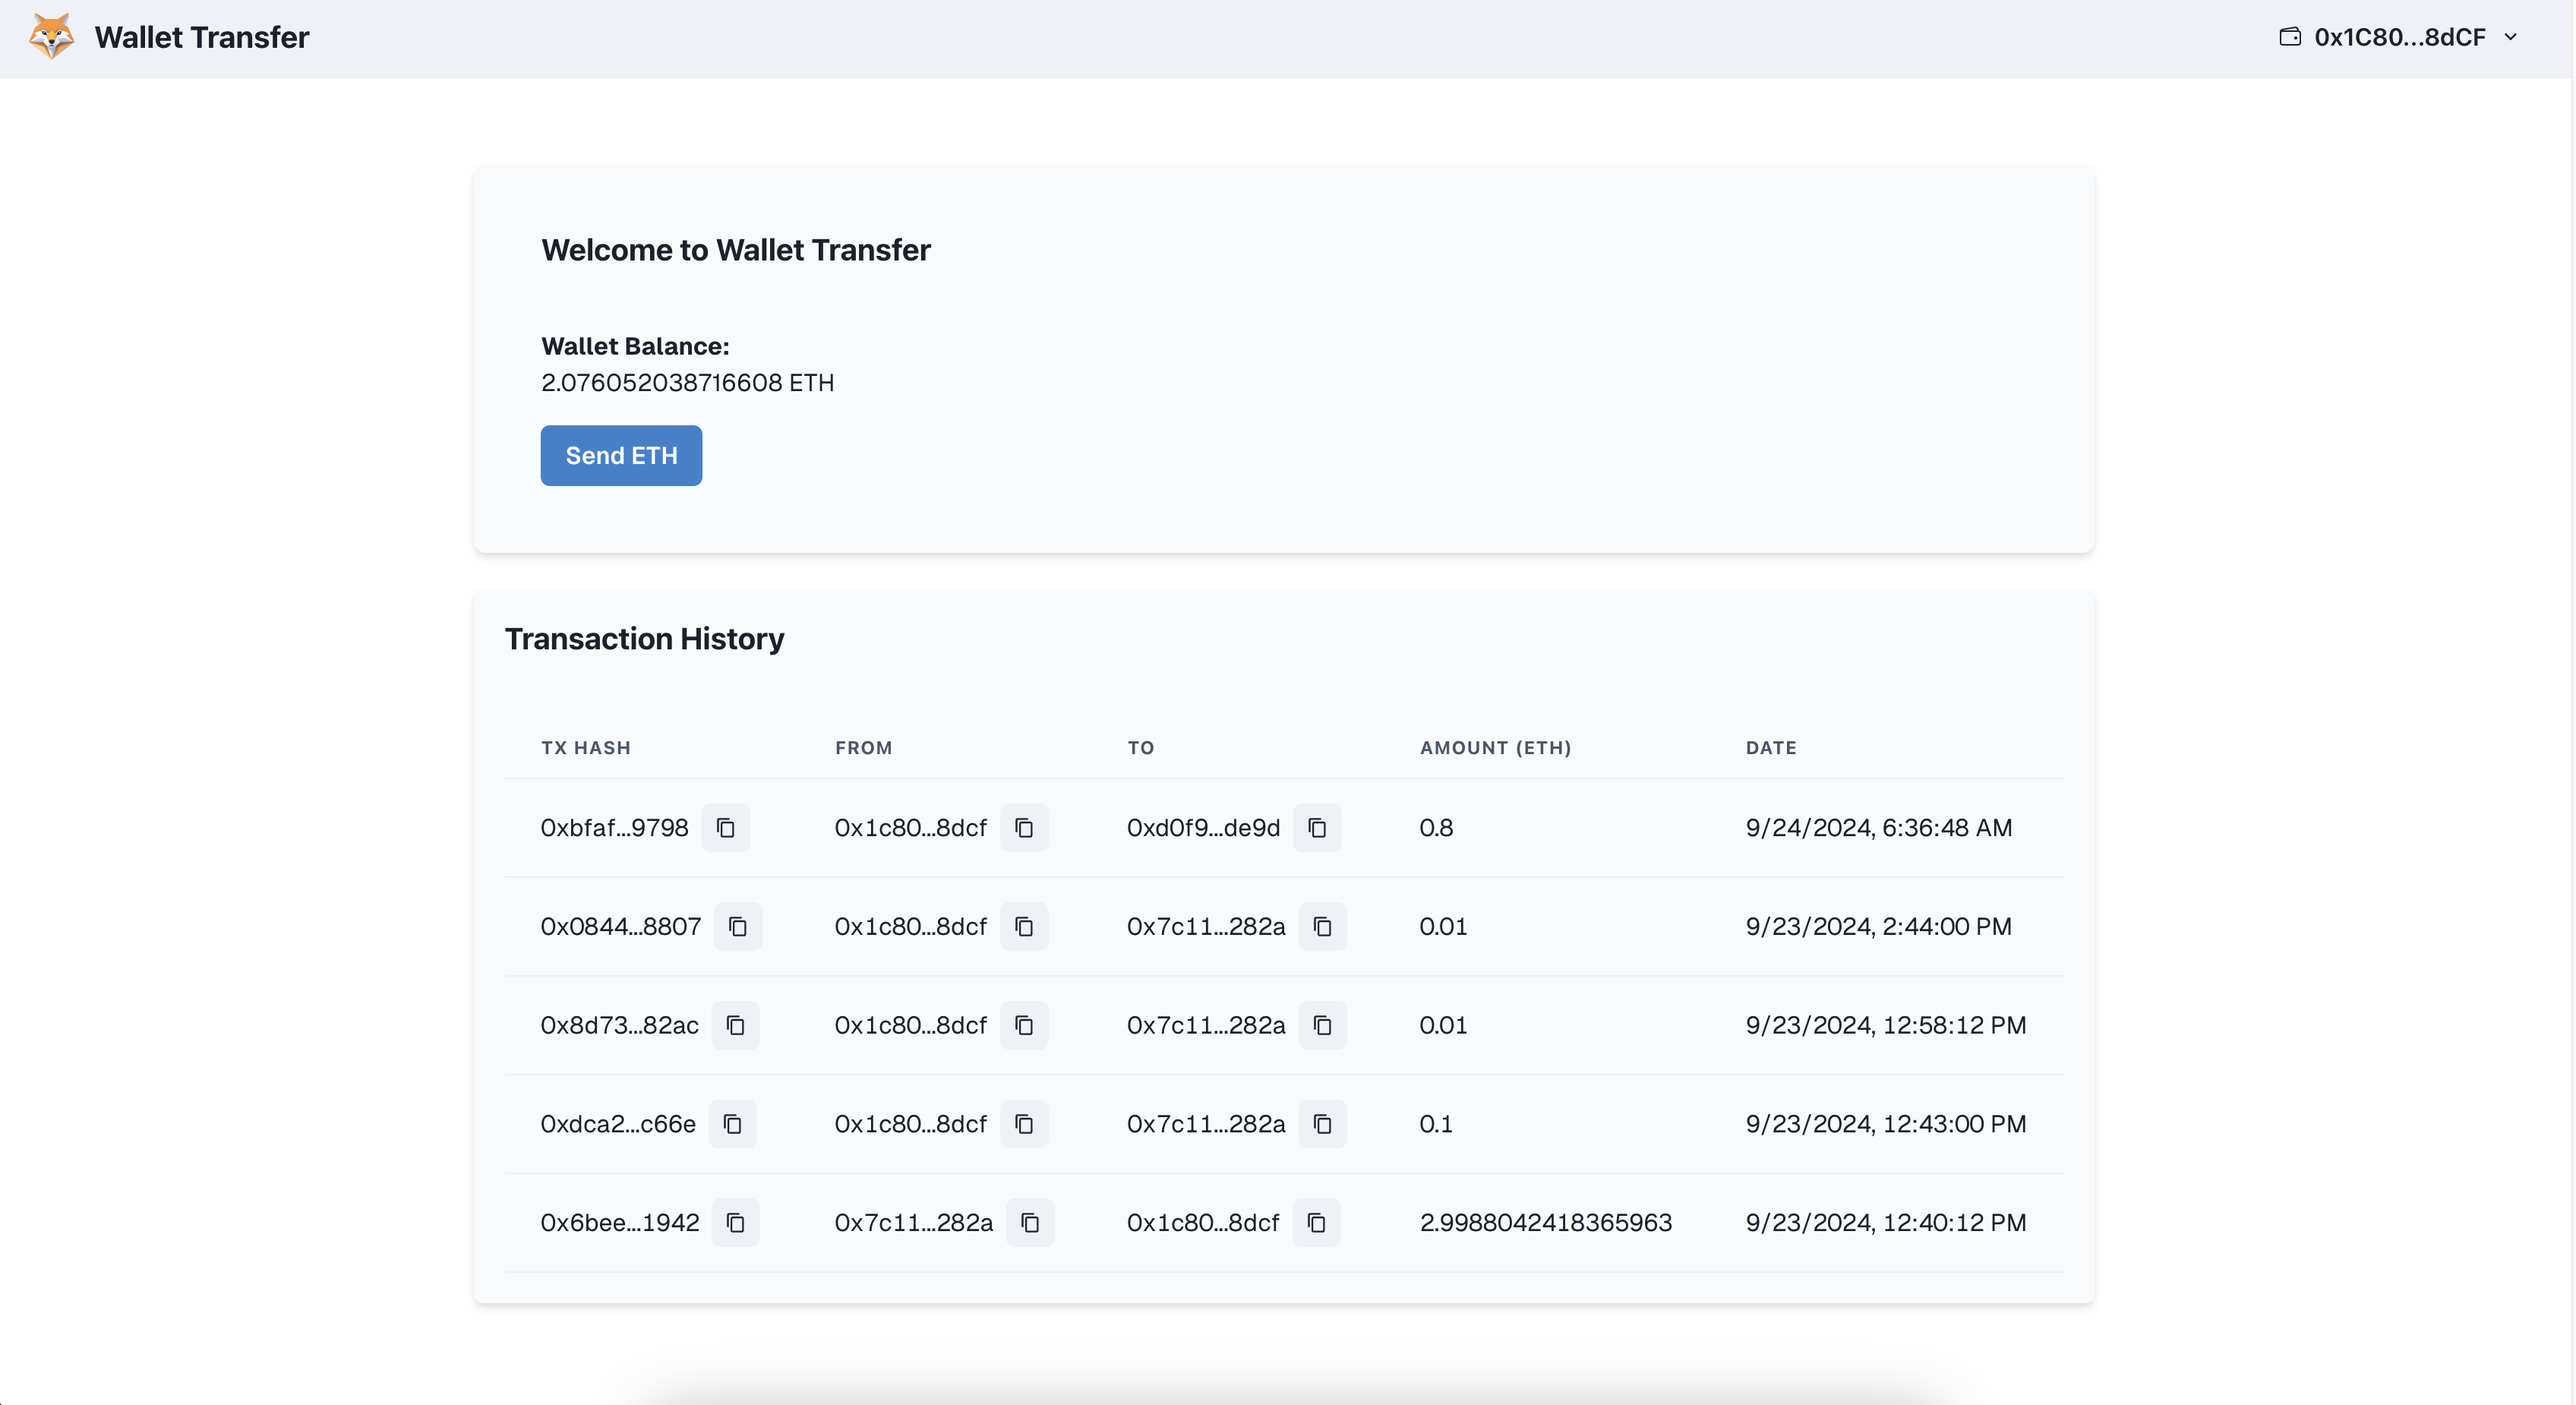 Wallet Transfer
0x1C80...8dCF
Welcome to Wallet Transfer
Wallet Balance:
2.076052038716608 ETH
Send ETH
Transaction History
TX HASH FROM TO AMOUNT (ETH) DATE
0xbfaf...9798 0x1c80...8dcf 0xd0f9...de9d 0.8 9/24/2024, 6:36:48 AM
0x0844...8807 0x1c80...8dcf 0x7c11...282a 0.01 9/23/2024, 2:44:00 PM
0x8d73...82ac 0x1c80...8dcf 0x7c11...282a 0.01 9/23/2024, 12:58:12 PM
0xdca2...c66e 0x1c80...8dcf 0x7c11...282a 0.1 9/23/2024, 12:43:00 PM
0x6bee...1942 0x7c11...282a 0x1c80...8dcf 2.9988042418365963 9/23/2024, 12:40:12 PM